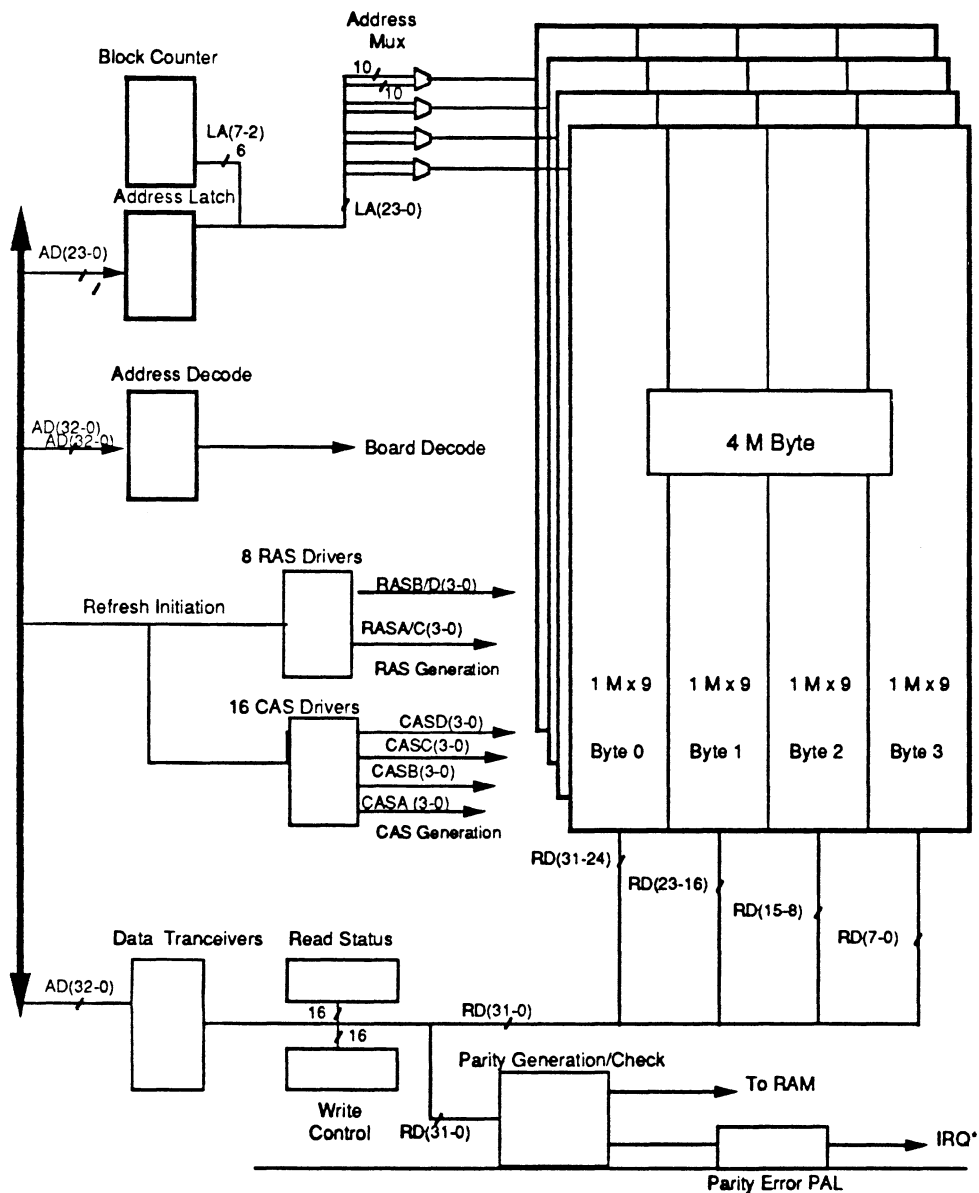 Address
Mux
Block Counter
10
10
LA(7-2)
6
Address Latch
LA(23-0)
AD(23-0)
Address Decode
AD(32-0)
AD(32-0)
Board Decode
4 M Byte
8 RAS Drivers
RASB/D(3-0)
Refresh Initiation
RASA/C(3-0)
RAS Generation
1 M x 9
1 M x 9
1 M x 9
1 M x 9
16 CAS Drivers
CASD(3-0)
CASC(3-0)
CASB(3-0)
CASA (3-0)
CAS Generation
Byte 0
Byte 1
Byte 2
Byte 3
RD(31-24)
RD(23-16)
RD(15-8)
RD(7-0)
Data Tranceivers
Read Status
AD(32-0)
16
16
RD(31-0)
Parity Generation/Check
To RAM
Write
Control
RD(31-0)
IRQ*
Parity Error PAL